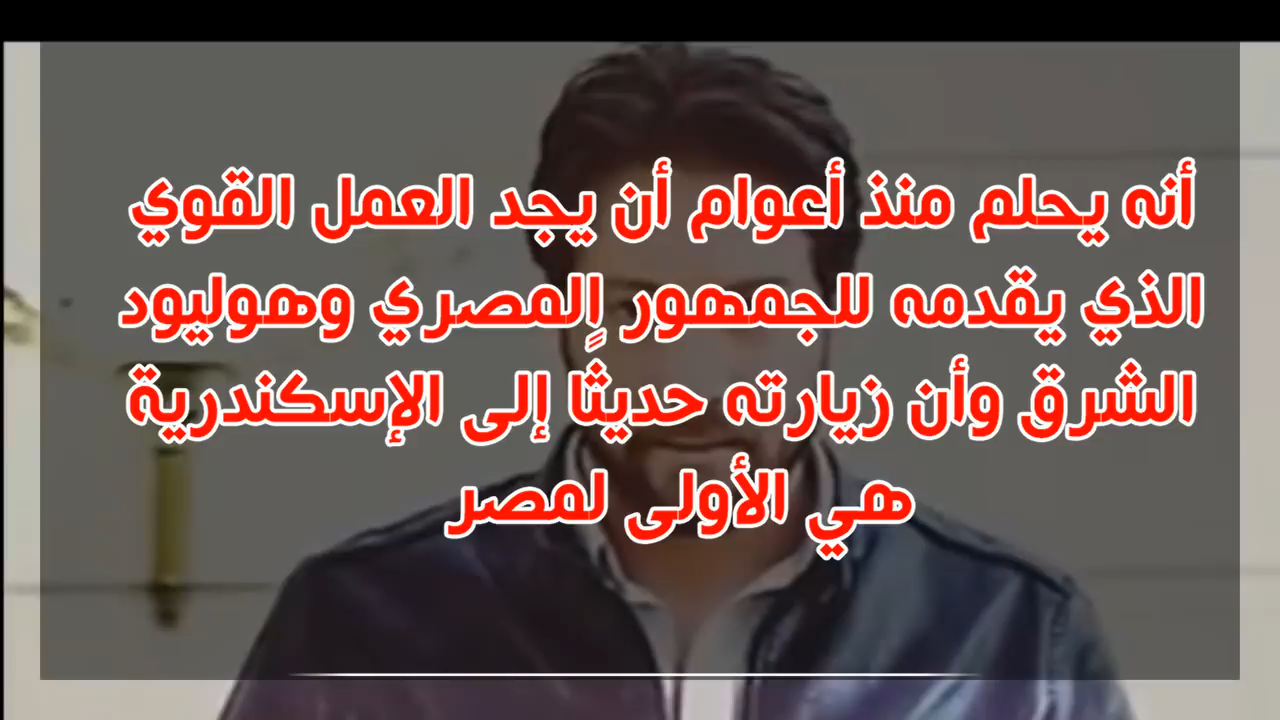 أنه يحلم منذ أعوام أن يجد العمل القوي
الذي يقدمه للجمهور المصري وهوليود
الشرق وأن زيارته حديثًا إلى الإسكندرية
هي الأولى لمصر